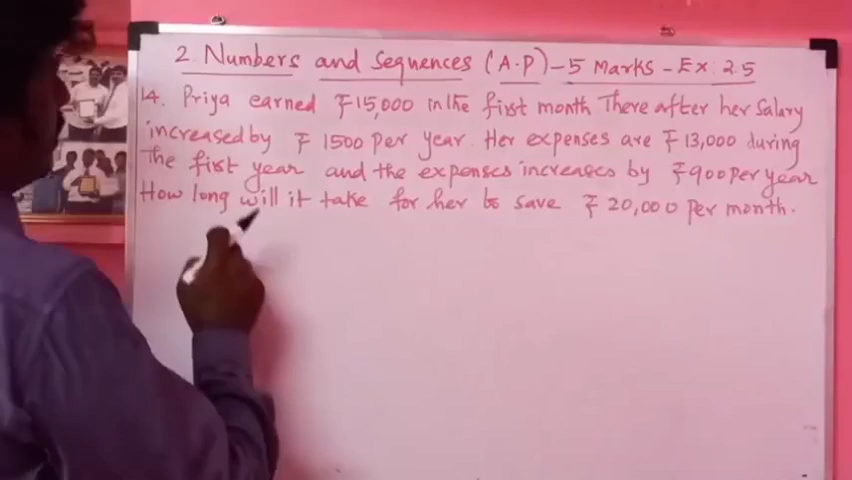 2 Numbers and Sequences (A.P) - 5 Marks - Ex: 2.5
14. Priya earned ₹15,000 in the first month There after her Salary
increased by ₹ 1500 per year. Her expenses are ₹ 13,000 during
The first year and the expenses increases by ₹900 per year
How long will it take for her to save ₹ 20,000 per month.